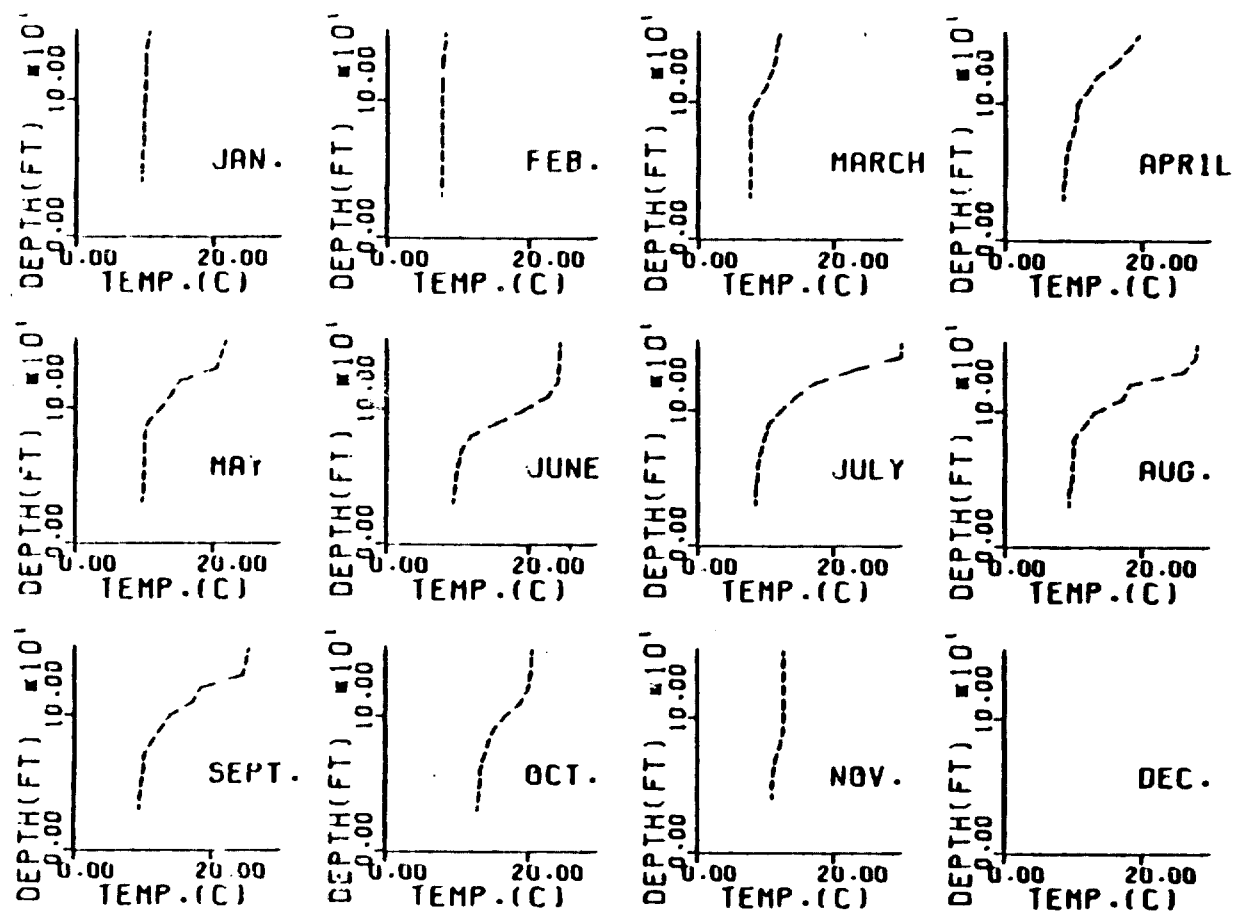 DEPTH(FT) ×10¹
10.00
0.00
JAN.
0.00 20.00
TEMP.(C)
DEPTH(FT) ×10¹
10.00
0.00
FEB.
0.00 20.00
TEMP.(C)
DEPTH(FT) ×10¹
10.00
0.00
MARCH
0.00 20.00
TEMP.(C)
DEPTH(FT) ×10¹
10.00
0.00
APRIL
0.00 20.00
TEMP.(C)
DEPTH(FT) ×10¹
10.00
0.00
MAY
0.00 20.00
TEMP.(C)
DEPTH(FT) ×10¹
10.00
0.00
JUNE
0.00 20.00
TEMP.(C)
DEPTH(FT) ×10¹
10.00
0.00
JULY
0.00 20.00
TEMP.(C)
DEPTH(FT) ×10¹
10.00
0.00
AUG.
0.00 20.00
TEMP.(C)
DEPTH(FT) ×10¹
10.00
0.00
SEPT.
0.00 20.00
TEMP.(C)
DEPTH(FT) ×10¹
10.00
0.00
OCT.
0.00 20.00
TEMP.(C)
DEPTH(FT) ×10¹
10.00
0.00
NOV.
0.00 20.00
TEMP.(C)
DEPTH(FT) ×10¹
10.00
0.00
DEC.
0.00 20.00
TEMP.(C)